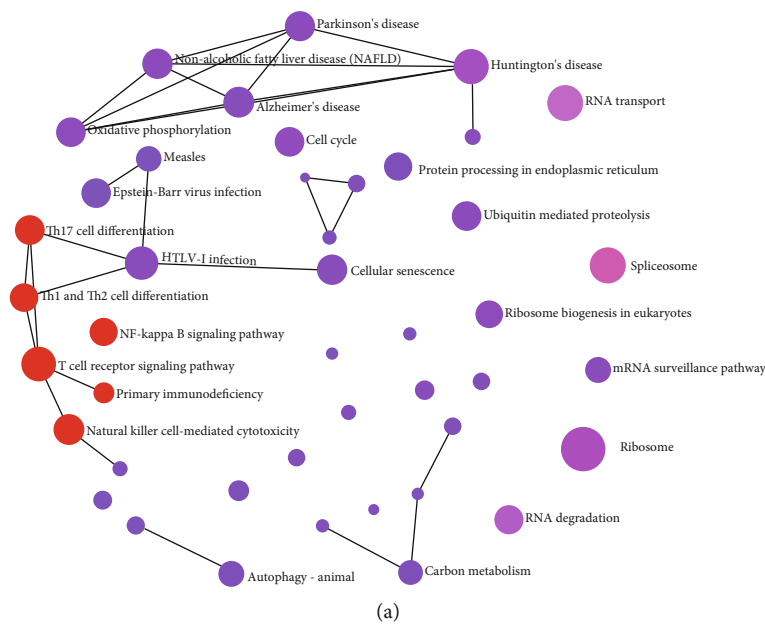 Parkinson's disease
Non-alcoholic fatty liver disease (NAFLD)
Huntington's disease
RNA transport
Alzheimer's disease
Oxidative phosphorylation
Cell cycle
Measles
Protein processing in endoplasmic reticulum
Epstein-Barr virus infection
Ubiquitin mediated proteolysis
Th17 cell differentiation
HTLV-I infection
Cellular senescence
Spliceosome
Th1 and Th2 cell differentiation
Ribosome biogenesis in eukaryotes
NF-kappa B signaling pathway
T cell receptor signaling pathway
mRNA surveillance pathway
Primary immunodeficiency
Natural killer cell-mediated cytotoxicity
Ribosome
RNA degradation
Carbon metabolism
Autophagy - animal
(a)